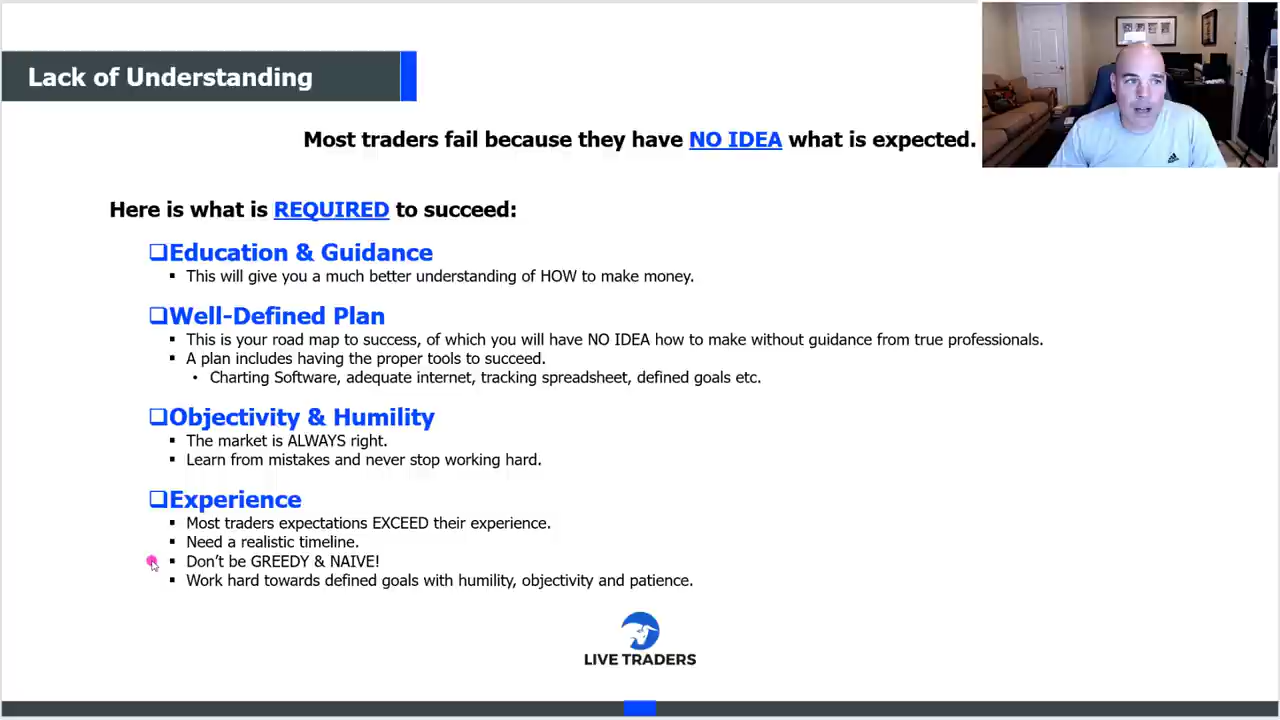 Lack of Understanding
Most traders fail because they have NO IDEA what is expected.
Here is what is REQUIRED to succeed:
Education & Guidance
This will give you a much better understanding of HOW to make money.
Well-Defined Plan
This is your road map to success, of which you will have NO IDEA how to make without guidance from true professionals.
A plan includes having the proper tools to succeed.
Charting Software, adequate internet, tracking spreadsheet, defined goals etc.
Objectivity & Humility
The market is ALWAYS right.
Learn from mistakes and never stop working hard.
Experience
Most traders expectations EXCEED their experience.
Need a realistic timeline.
Don't be GREEDY & NAIVE!
Work hard towards defined goals with humility, objectivity and patience.
LIVE TRADERS